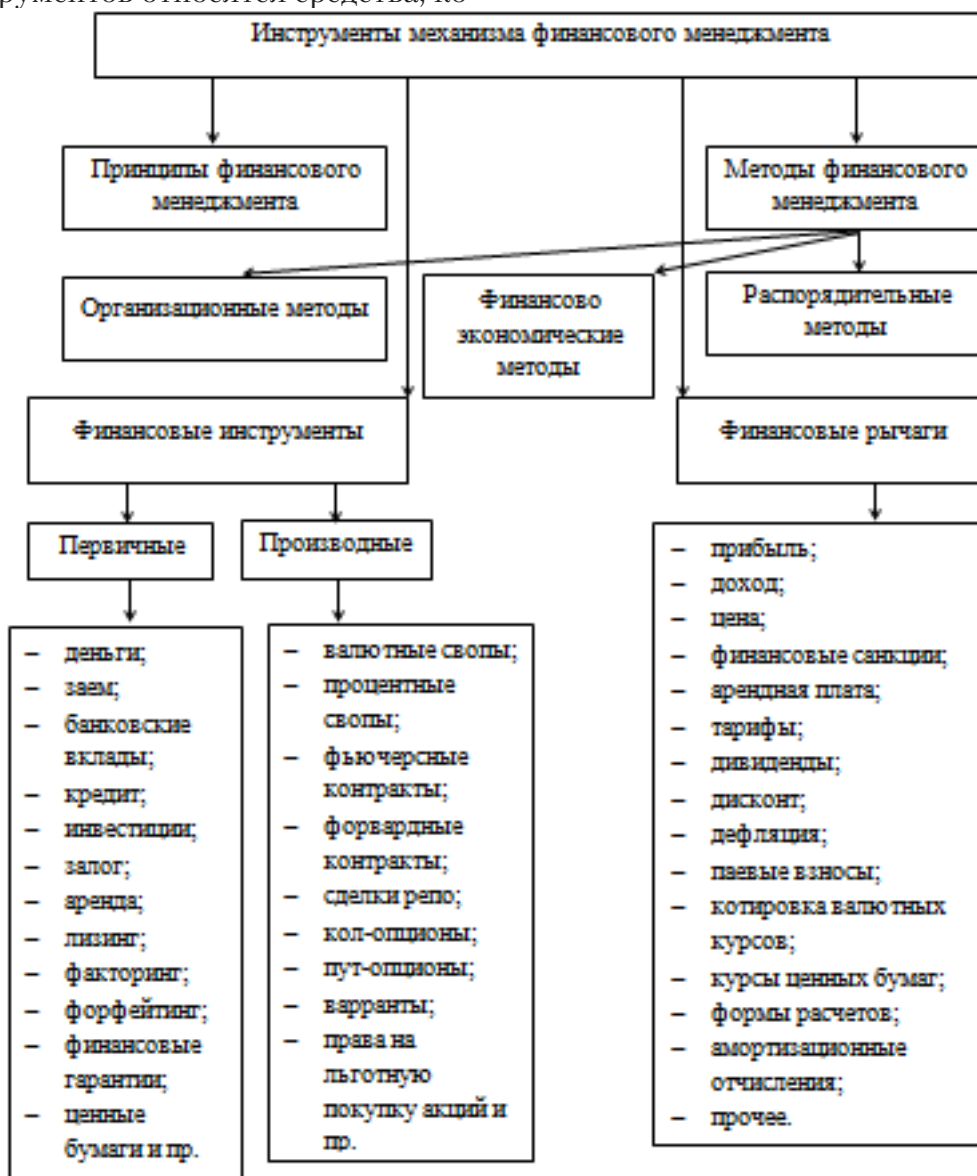 рументов относятся средства, ко
Инструменты механизма финансового менеджмента
Принципы финансового
менеджмента
Методы финансового
менеджмента
Организационные методы
Финансово
экономические
методы
Распорядительные
методы
Финансовые инструменты
Финансовые рычаги
Первичные
Производные
– деньги;
– заем;
– банковские
вклады;
– кредит;
– инвестиции;
– залог;
– аренда;
– лизинг;
– факторинг;
– форфейтинг;
– финансовые
гарантии;
– ценные
бумаги и пр.
– валютные свопы;
– процентные
свопы;
– фьючерсные
контракты;
– форвардные
контракты;
– сделки репо;
– кол-опционы;
– пут-опционы;
– варранты;
– права на
льготную
покупку акций и
пр.
– прибыль;
– доход;
– цена;
– финансовые санкции;
– арендная плата;
– тарифы;
– дивиденды;
– дисконт;
– дефляция;
– паевые взносы;
– котировка валютных
курсов;
– курсы ценных бумаг;
– формы расчетов;
– амортизационные
отчисления;
– прочее.